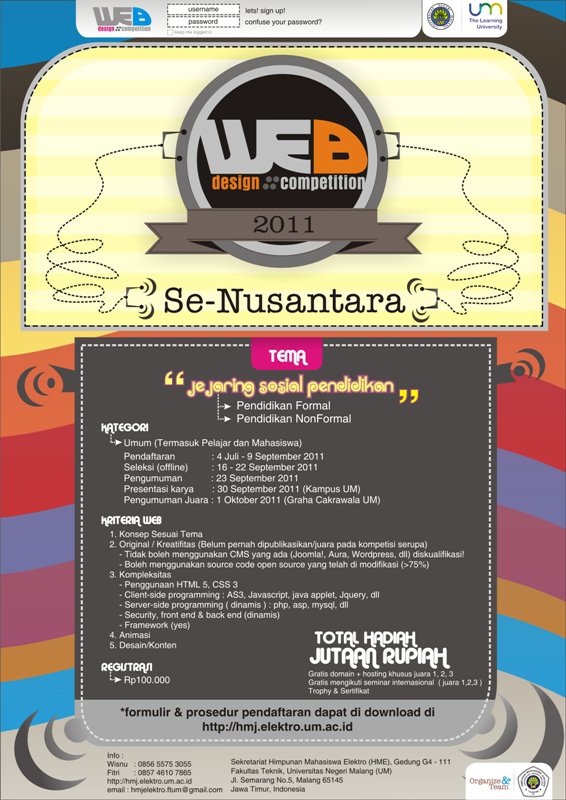 WEB
design competition
username
lets! sign up!
password
confuse your password?
keep me logged in
um
The Learning
University
WEB
design competition
2011
Se-Nusantara
TEMA
“ jejaring sosial pendidikan ”
Pendidikan Formal
Pendidikan NonFormal
KATEGORI
Umum (Termasuk Pelajar dan Mahasiswa)
Pendaftaran : 4 Juli - 9 September 2011
Seleksi (offline) : 16 - 22 September 2011
Pengumuman : 23 September 2011
Presentasi karya : 30 September 2011 (Kampus UM)
Pengumuman Juara : 1 Oktober 2011 (Graha Cakrawala UM)
KRITERIA WEB
1. Konsep Sesuai Tema
2. Original / Kreatifitas (Belum pernah dipublikasikan/juara pada kompetisi serupa)
- Tidak boleh menggunakan CMS yang ada (Joomla!, Aura, Wordpress, dll) diskualifikasi!
- Boleh menggunakan source code open source yang telah di modifikasi (>75%)
3. Kompleksitas
- Penggunaan HTML 5, CSS 3
- Client-side programming : AS3, Javascript, java applet, Jquery, dll
- Server-side programming ( dinamis ) : php, asp, mysql, dll
- Security, front end & back end (dinamis)
- Framework (yes)
4. Animasi
5. Desain/Konten
REGISTRASI
Rp100.000
TOTAL HADIAH
JUTAAN RUPIAH
Gratis domain + hosting khusus juara 1, 2, 3
Gratis mengikuti seminar internasional ( juara 1,2,3 )
Trophy & Sertifikat
*formulir & prosedur pendaftaran dapat di download di
http://hmj.elektro.um.ac.id
Info :
Wisnu : 0856 5575 3055
Fitri : 0857 4610 7865
http://hmj.elektro.um.ac.id
email : hmjelektro.ftum@gmail.com
Sekretariat Himpunan Mahasiswa Elektro (HME), Gedung G4 - 111
Fakultas Teknik, Universitas Negeri Malang (UM)
Jl. Semarang No.5, Malang 65145
Jawa Timur, Indonesia
Organize &
Team